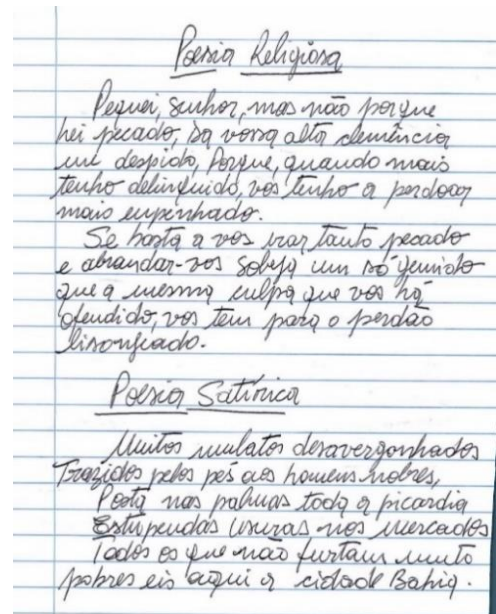 Poesia Religiosa
Pequei, Senhor, mas não porque
hei pecado, da vossa alta clemência
me despido, Porque, quando mais
tenho delinquido, vos tenho a perdoar
mais empenhado.
Se basta a vos irar tanto pecado
e abrandar-vos sobeja um só gemido
que a mesma culpa que vos há
ofendido, vos tem para o perdão
lisongeado.
Poesia Satírica
Muitos mulatos desavergonhados
Trazidos pelos pés aos homens nobres,
Posta nas palmas toda a picardia
Estupendas usuras nos mercados
Todos os que não furtam muito
pobres eis aqui a cidade Bahia.